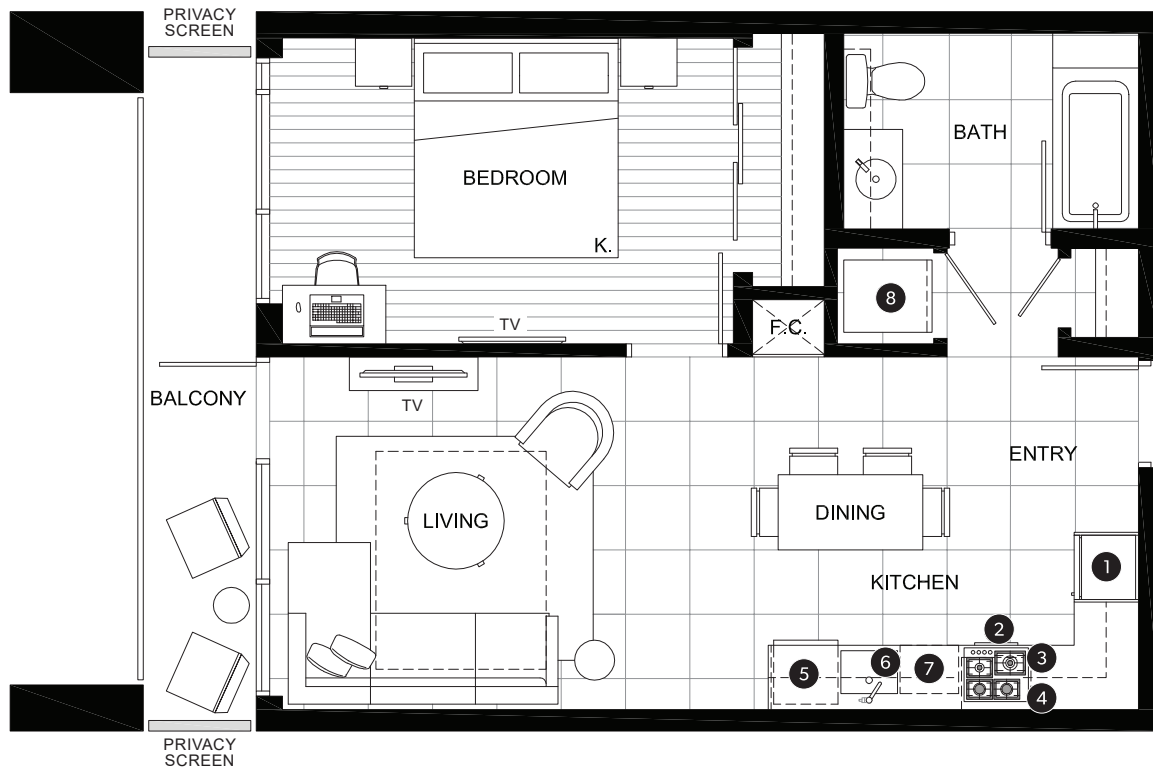 PRIVACY
SCREEN
BATH
BEDROOM
K.
8
TV
F.C.
BALCONY
TV
ENTRY
LIVING
DINING
1
KITCHEN
2
3
5
6
7
4
PRIVACY
SCREEN